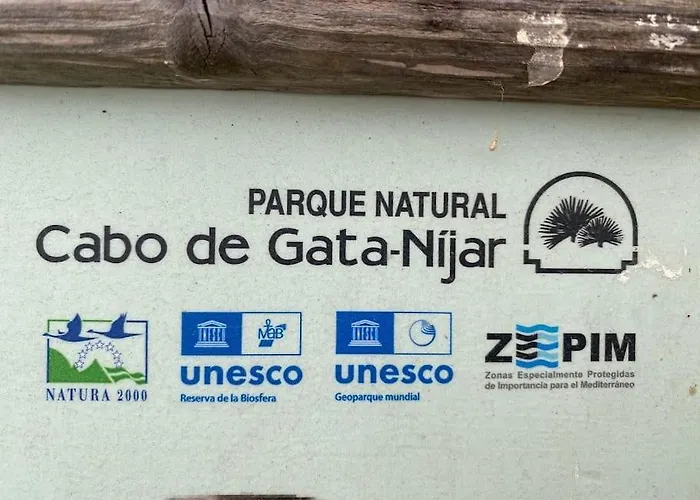 PARQUE NATURAL
Cabo de Gata-Níjar
NATURA 2000
MaB
unesco
Reserva de la Biosfera
unesco
Geoparque mundial
ZEPIM
Zonas Especialmente Protegidas
de Importancia para el Mediterráneo